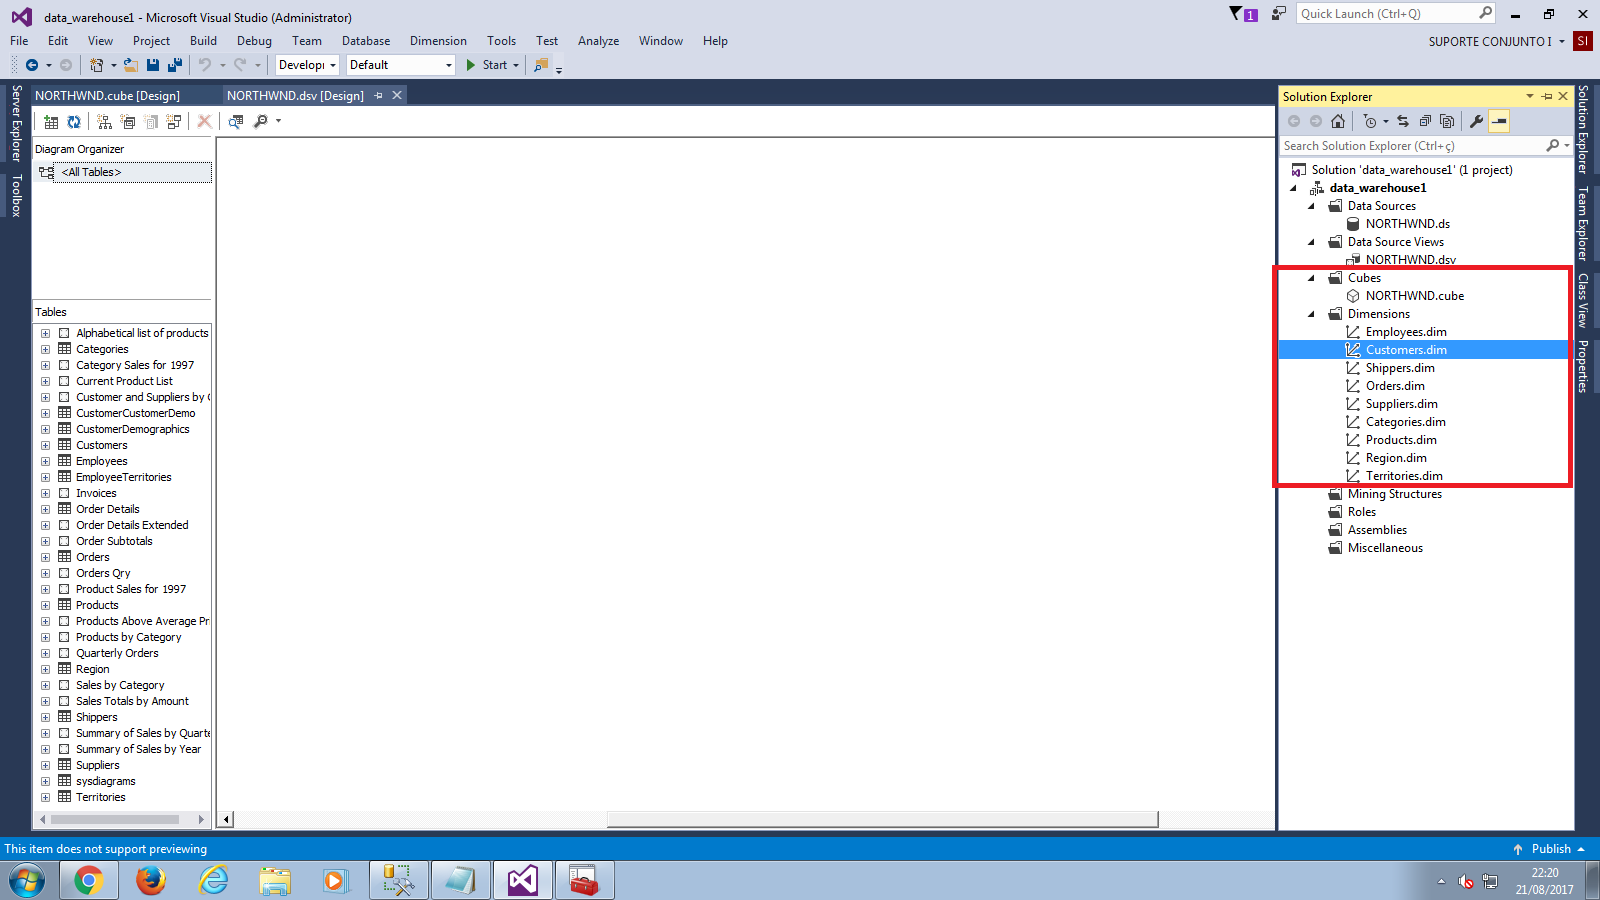 data_warehouse1 - Microsoft Visual Studio (Administrator)
1
Quick Launch (Ctrl+Q)
File Edit View Project Build Debug Team Database Dimension Tools Test Analyze Window Help
SUPORTE CONJUNTO I
SI
Develop
Default
Start
Server Explorer
Toolbox
NORTHWND.cube [Design]
NORTHWND.dsv [Design]
Diagram Organizer
<All Tables>
Tables
Alphabetical list of products
Categories
Category Sales for 1997
Current Product List
Customer and Suppliers by
CustomerCustomerDemo
CustomerDemographics
Customers
Employees
EmployeeTerritories
Invoices
Order Details
Order Details Extended
Order Subtotals
Orders
Orders Qry
Product Sales for 1997
Products
Products Above Average Pr
Products by Category
Quarterly Orders
Region
Sales by Category
Sales Totals by Amount
Shippers
Summary of Sales by Quarte
Summary of Sales by Year
Suppliers
sysdiagrams
Territories
Solution Explorer
Search Solution Explorer (Ctrl+ç)
Solution 'data_warehouse1' (1 project)
data_warehouse1
Data Sources
NORTHWND.ds
Data Source Views
NORTHWND.dsv
Cubes
NORTHWND.cube
Dimensions
Employees.dim
Customers.dim
Shippers.dim
Orders.dim
Suppliers.dim
Categories.dim
Products.dim
Region.dim
Territories.dim
Mining Structures
Roles
Assemblies
Miscellaneous
Solution Explorer
Team Explorer
Class View
Properties
This item does not support previewing
Publish
22:20
21/08/2017